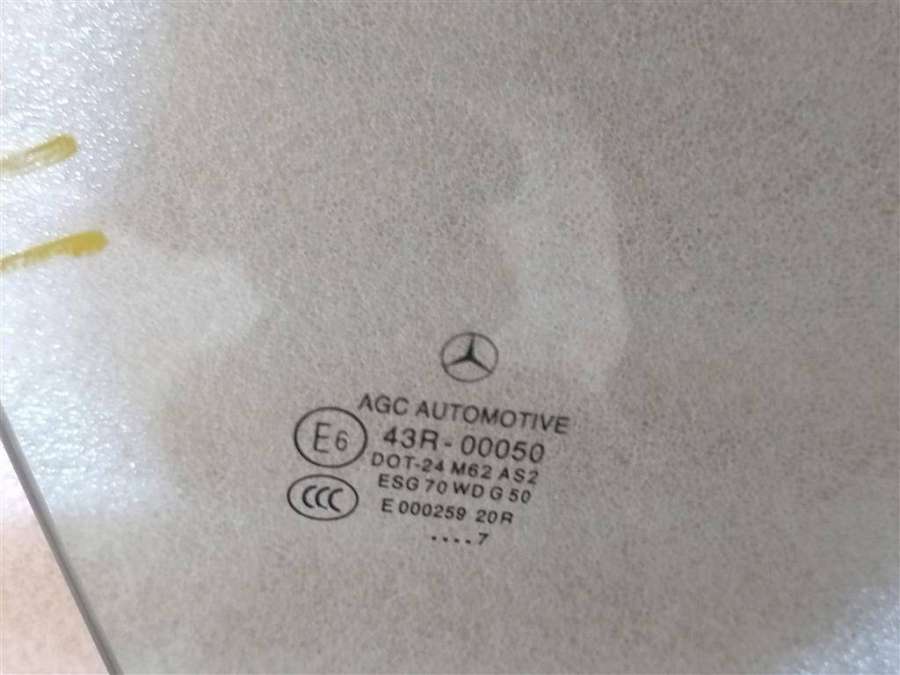 AGC AUTOMOTIVE
E6 43R-00050
DOT-24 M62 AS2
CCC ESG 70 WD G 50
E 000259 20R
....7